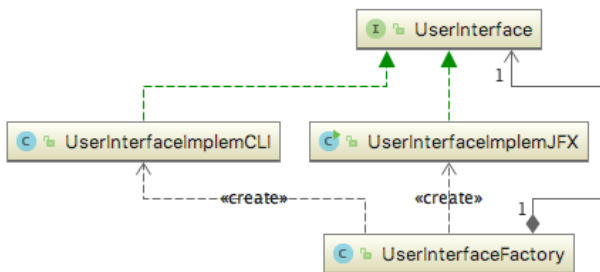 I UserInterface
1
C UserInterfaceImplemCLI C UserInterfaceImplemJFX
«create» «create»
1
C UserInterfaceFactory